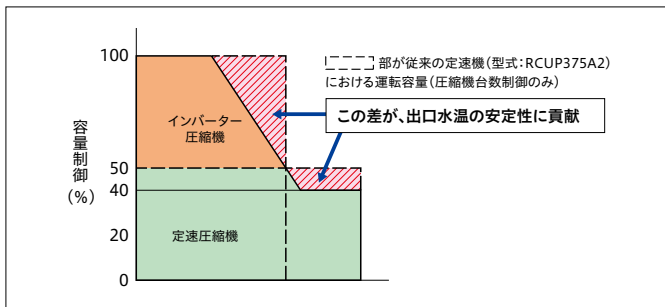 100
50
40
20
0
容量制御
(%)
インバーター
圧縮機
定速圧縮機
部が従来の定速機(型式:RCUP375A2)
における運転容量(圧縮機台数制御のみ)
この差が、出口水温の安定性に貢献